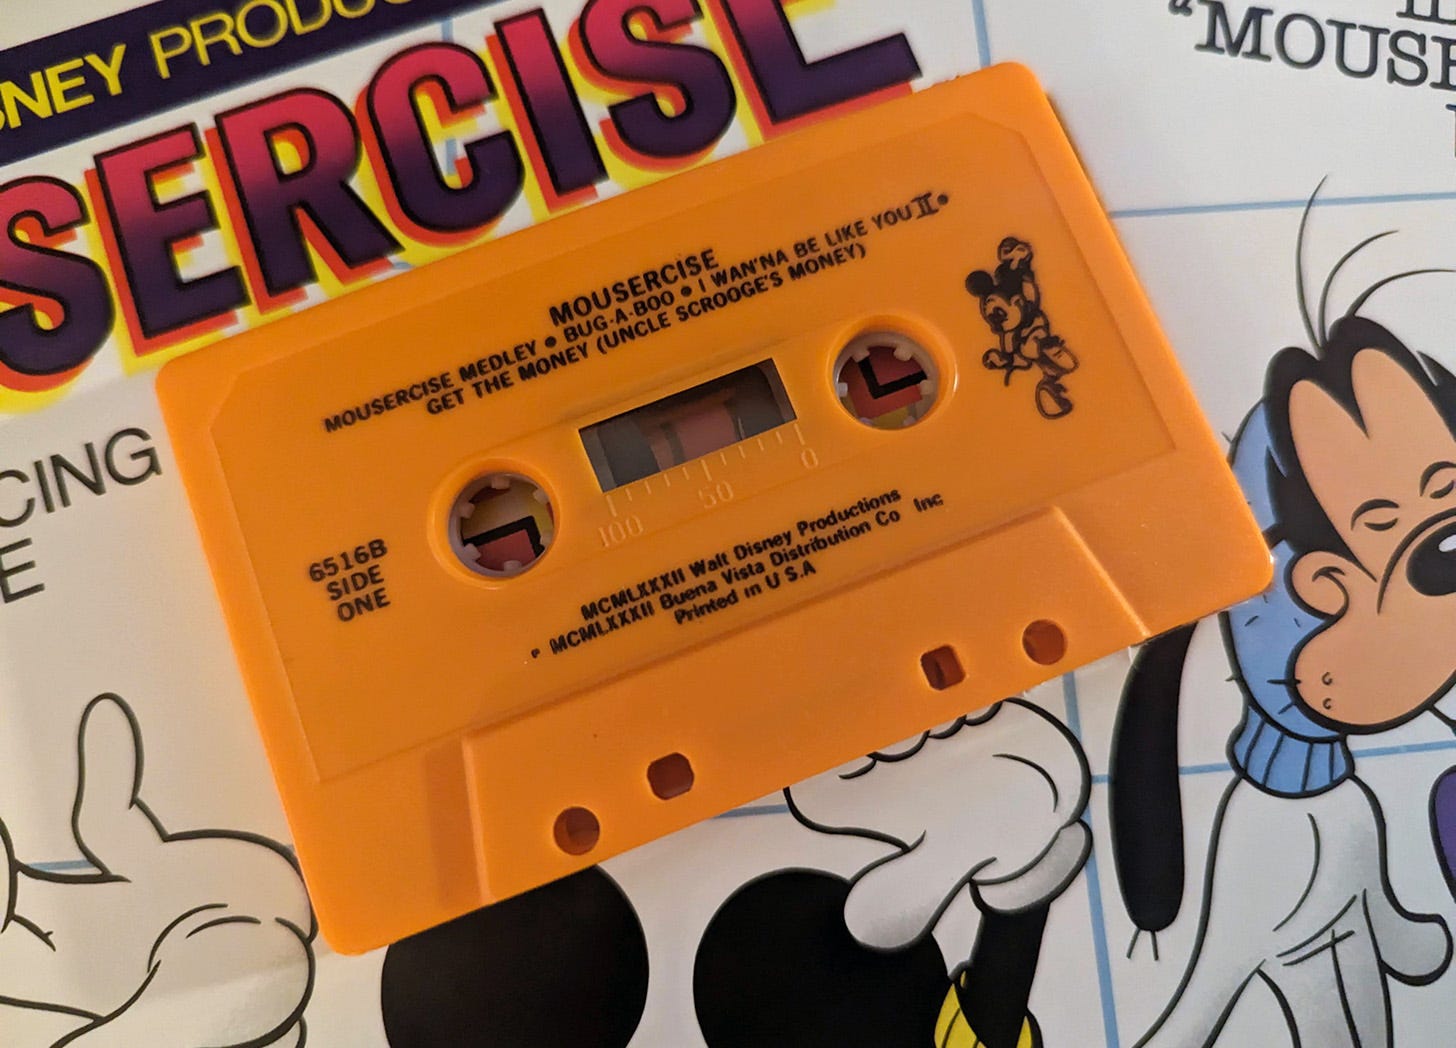 SNEY PRODUC
SERCISE
"MOUSE
CING
E
MOUSERCISE
MOUSERCISE MEDLEY • BUG-A-BOO • I WAN'NA BE LIKE YOU II •
GET THE MONEY (UNCLE SCROOGE'S MONEY)
100 50 0
6516B
SIDE
ONE
MCMLXXXII Walt Disney Productions
MCMLXXXII Buena Vista Distribution Co Inc
Printed in U S.A